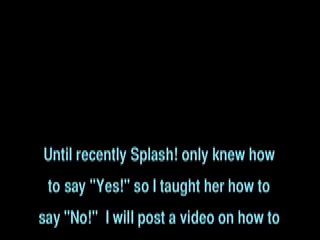 Until recently Splash! only knew how
to say "Yes!" so I taught her how to
say "No!"  I will post a video on how to